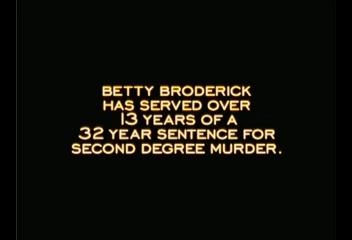 BETTY BRODERICK
HAS SERVED OVER
13 YEARS OF A
32 YEAR SENTENCE FOR
SECOND DEGREE MURDER.